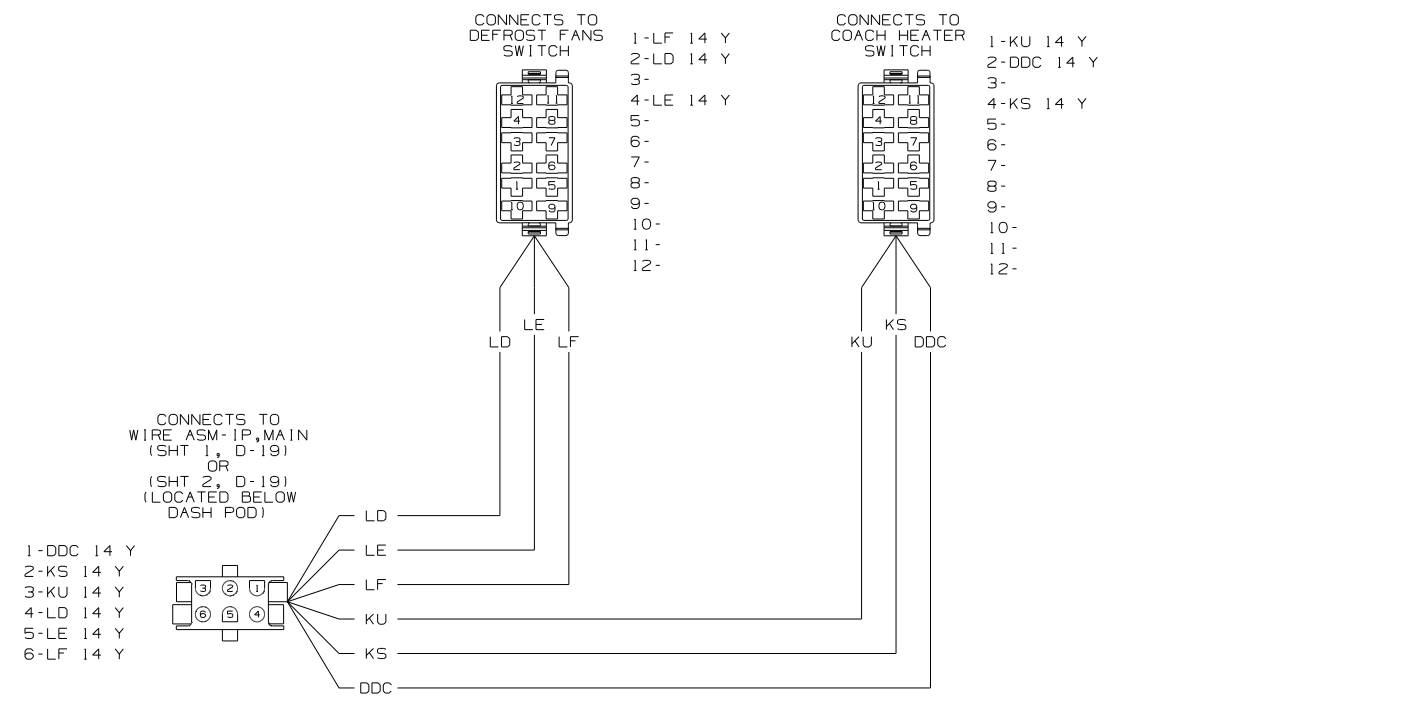 CONNECTS TO
DEFROST FANS
SWITCH
1-LF 14 Y
2-LD 14 Y
3-
4-LE 14 Y
5-
6-
7-
8-
9-
10-
11-
12-
12 11
4 8
3 7
2 6
1 5
10 9
CONNECTS TO
COACH HEATER
SWITCH
1-KU 14 Y
2-DDC 14 Y
3-
4-KS 14 Y
5-
6-
7-
8-
9-
10-
11-
12-
12 11
4 8
3 7
2 6
1 5
10 9
LE
LD LF
KS
KU DDC
CONNECTS TO
WIRE ASM-IP,MAIN
(SHT 1, D-19)
OR
(SHT 2, D-19)
(LOCATED BELOW
DASH POD)
1-DDC 14 Y
2-KS 14 Y
3-KU 14 Y
4-LD 14 Y
5-LE 14 Y
6-LF 14 Y
3 2 1
6 5 4
LD
LE
LF
KU
KS
DDC